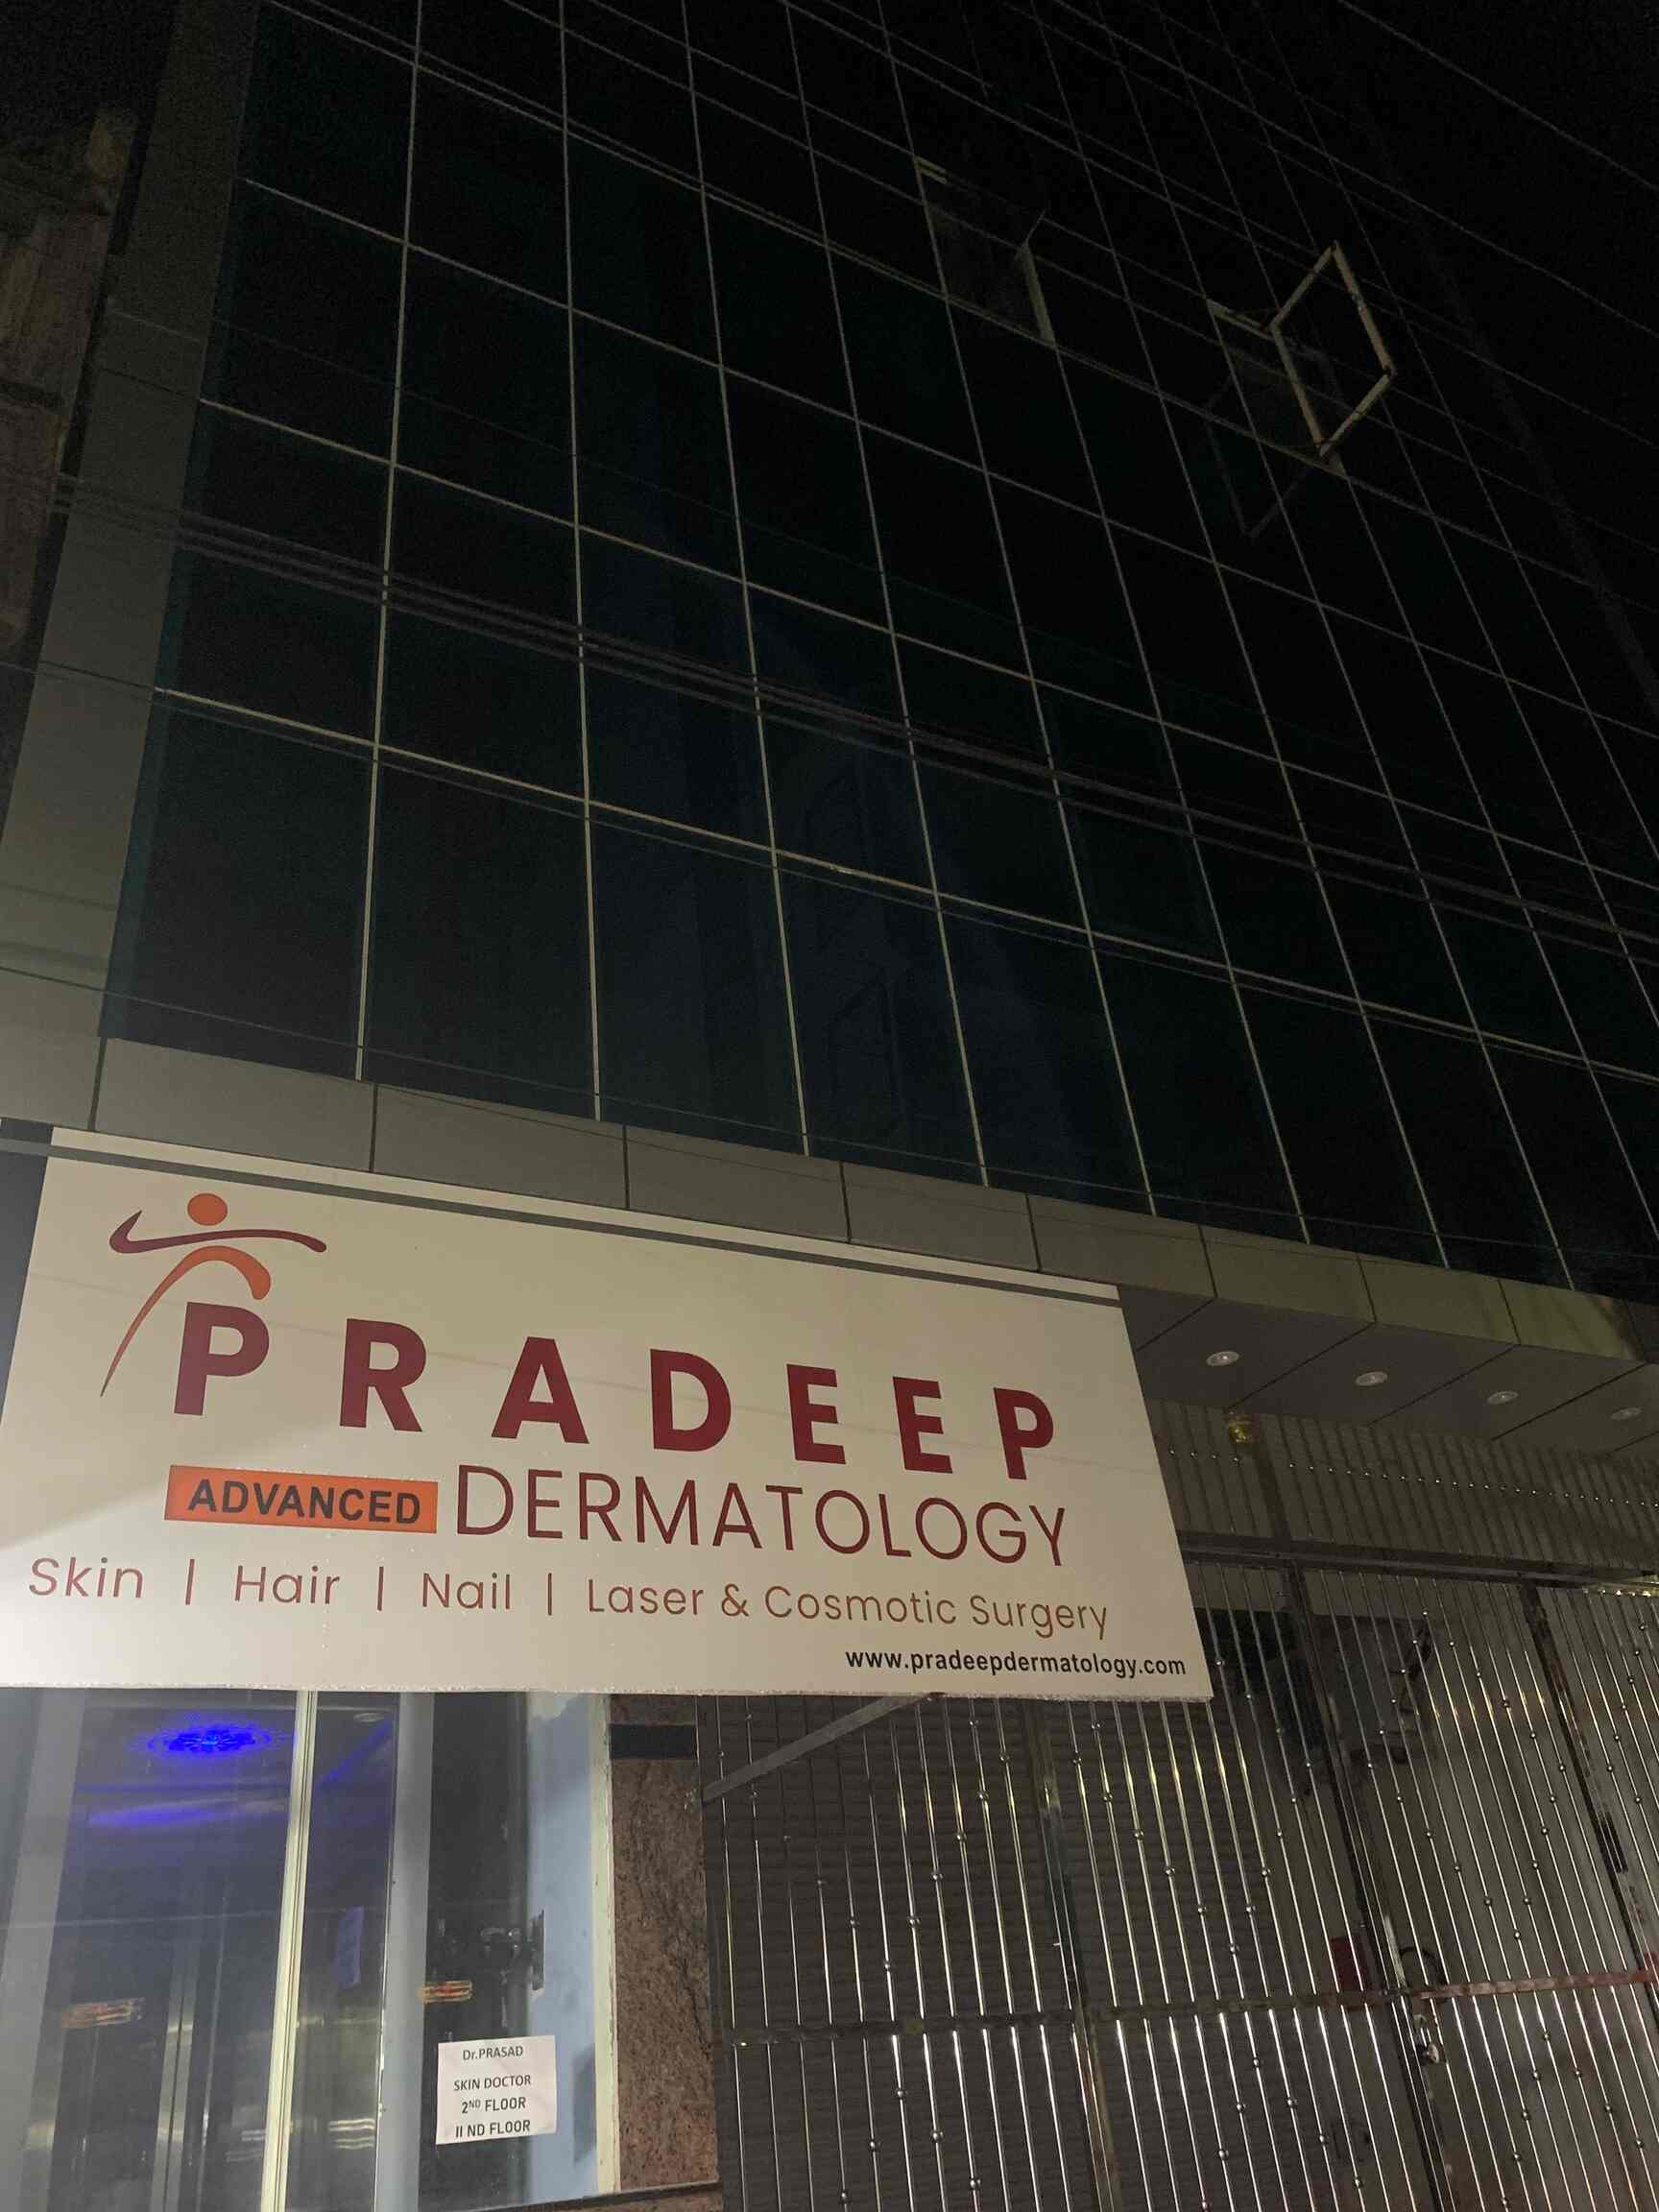 PRADEEP
ADVANCED DERMATOLOGY
Skin | Hair | Nail | Laser & Cosmotic Surgery
www.pradeepdermatology.com
Dr.PRASAD
SKIN DOCTOR
2ND FLOOR
II ND FLOOR